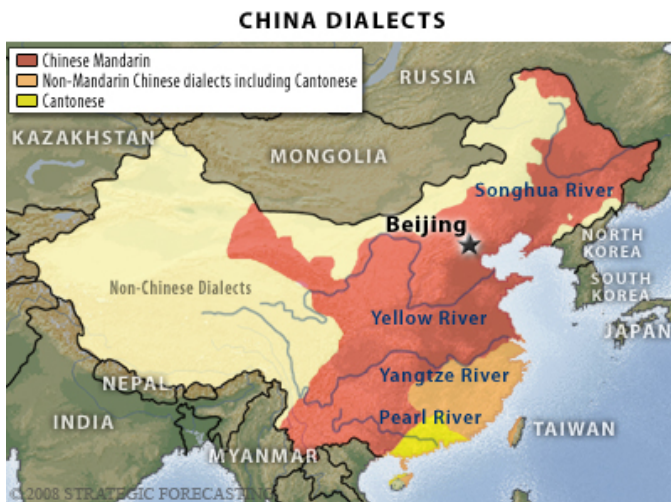 CHINA DIALECTS
Chinese Mandarin
Non-Mandarin Chinese dialects including Cantonese
Cantonese
RUSSIA
KAZAKHSTAN
MONGOLIA
Songhua River
Beijing
NORTH
KOREA
Non-Chinese Dialects
SOUTH
KOREA
Yellow River
JAPAN
Yangtze River
NEPAL
Pearl River
INDIA
TAIWAN
MYANMAR
© 2008 STRATEGIC FORECASTING